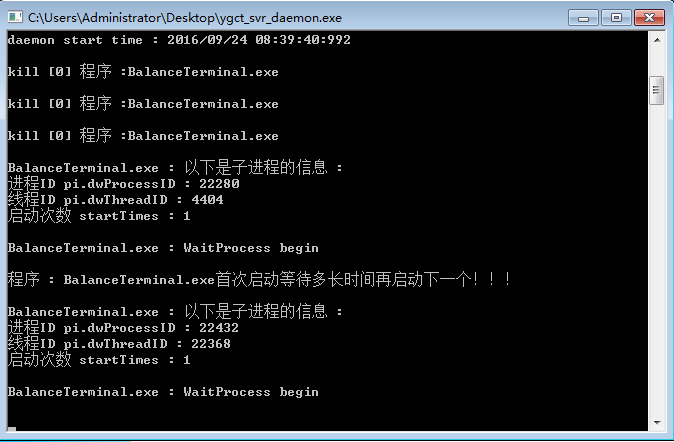 C:\Users\Administrator\Desktop\ygct_svr_daemon.exe
daemon start time : 2016/09/24 08:39:40:992
kill [0] 程序 :BalanceTerminal.exe
kill [0] 程序 :BalanceTerminal.exe
kill [0] 程序 :BalanceTerminal.exe
BalanceTerminal.exe : 以下是子进程的信息 :
进程ID pi.dwProcessID : 22280
线程ID pi.dwThreadID : 4404
启动次数 startTimes : 1
BalanceTerminal.exe : WaitProcess begin
程序 : BalanceTerminal.exe首次启动等待多长时间再启动下一个！！！
BalanceTerminal.exe : 以下是子进程的信息 :
进程ID pi.dwProcessID : 22432
线程ID pi.dwThreadID : 22368
启动次数 startTimes : 1
BalanceTerminal.exe : WaitProcess begin